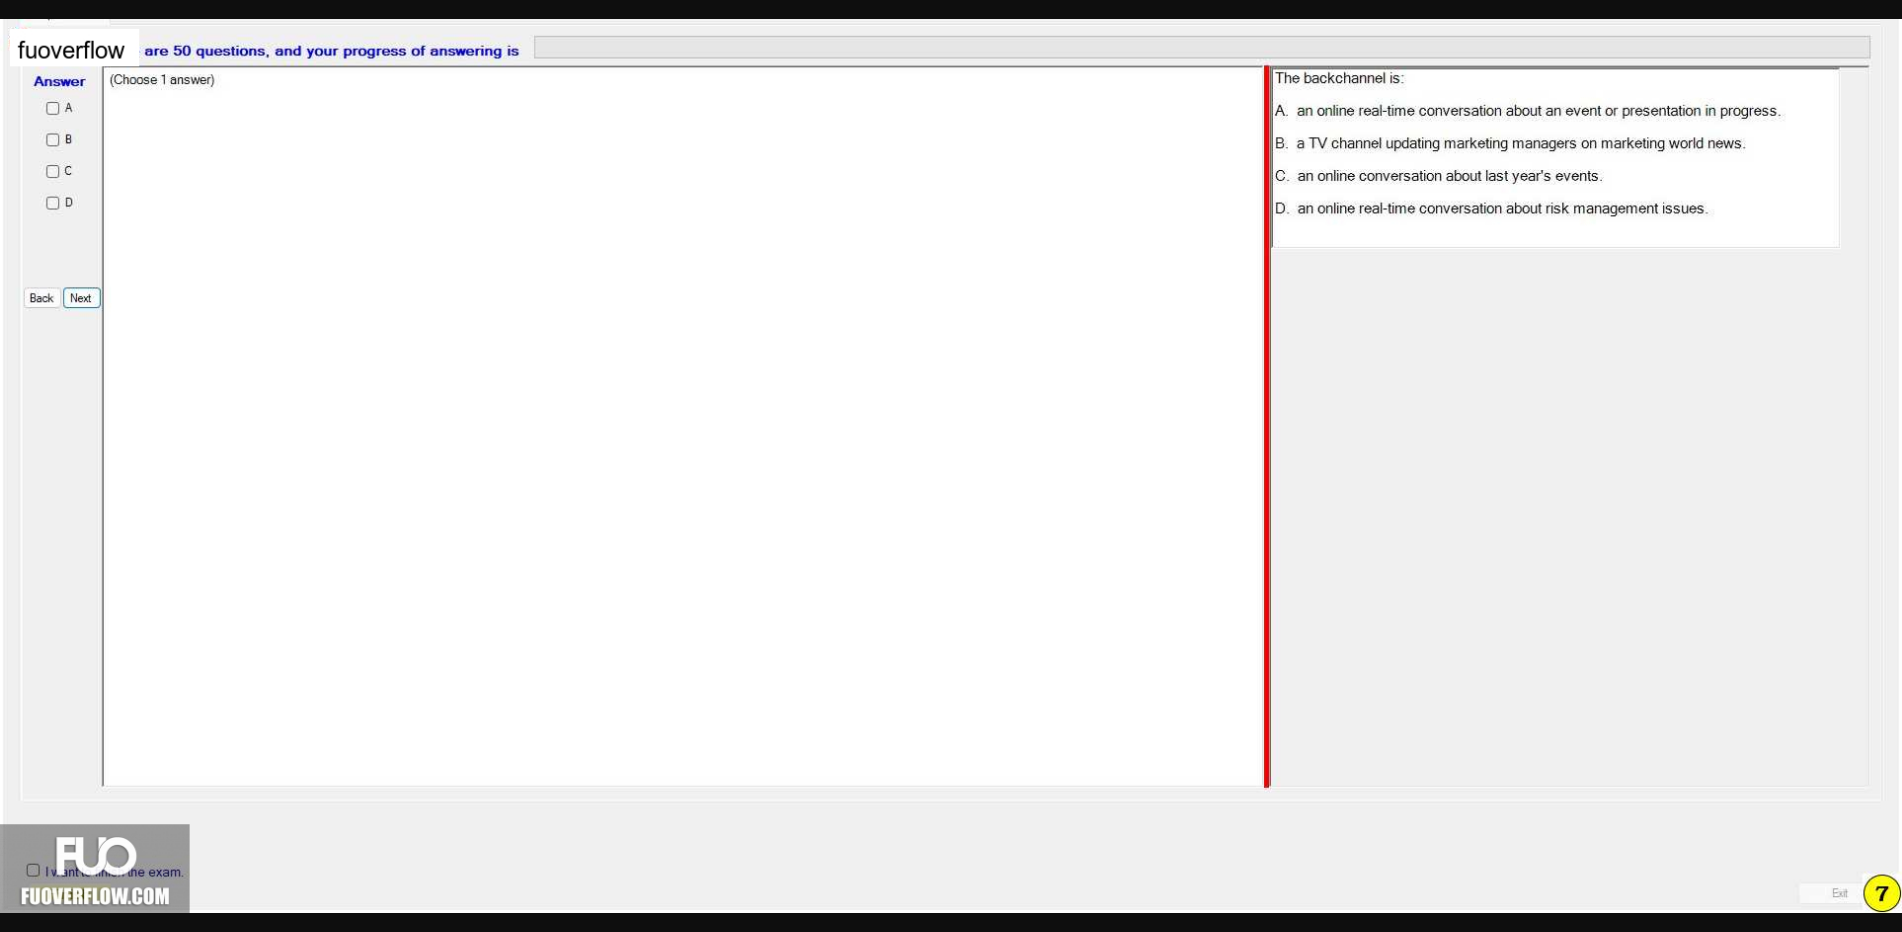 fuoverflow are 50 questions, and your progress of answering is
Answer
(Choose 1 answer)
A
B
C
D
Back Next
The backchannel is:
A. an online real-time conversation about an event or presentation in progress.
B. a TV channel updating marketing managers on marketing world news.
C. an online conversation about last year's events.
D. an online real-time conversation about risk management issues.
FUO
I want to finish the exam.
FUOVERFLOW.COM
Exit
7